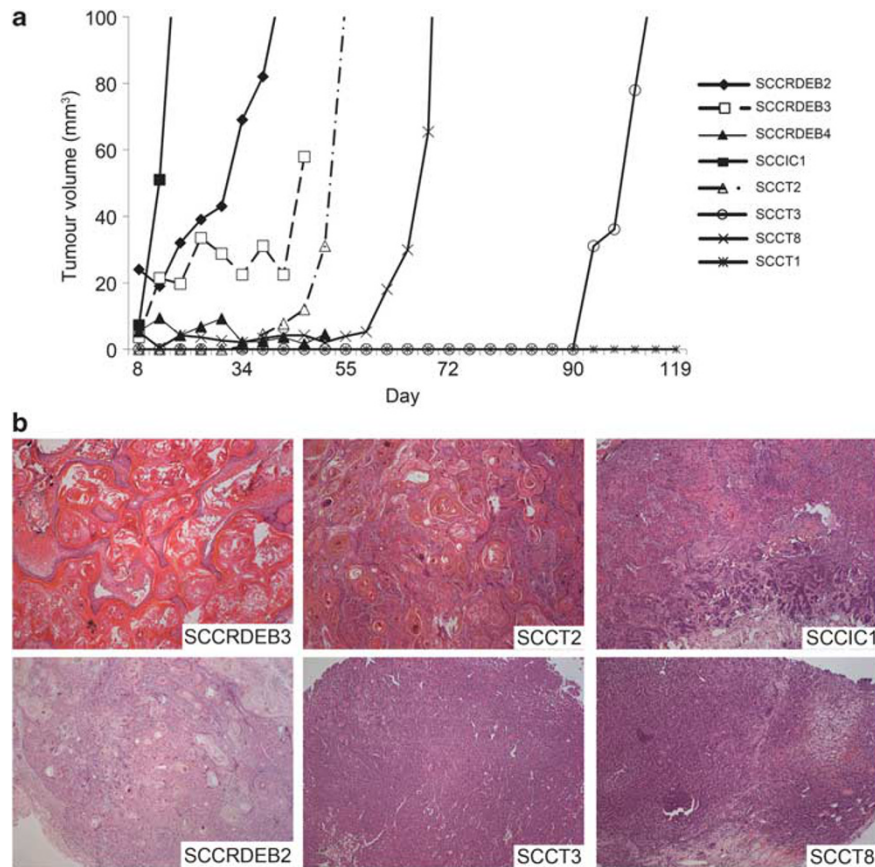 a
Tumour volume (mm³)
100
80
60
40
20
0
8
34
55
72
90
119
Day
SCCRDEB2
SCCRDEB3
SCCRDEB4
SCCIC1
SCCT2
SCCT3
SCCT8
SCCT1
b
SCCRDEB3
SCCT2
SCCIC1
SCCRDEB2
SCCT3
SCCT8